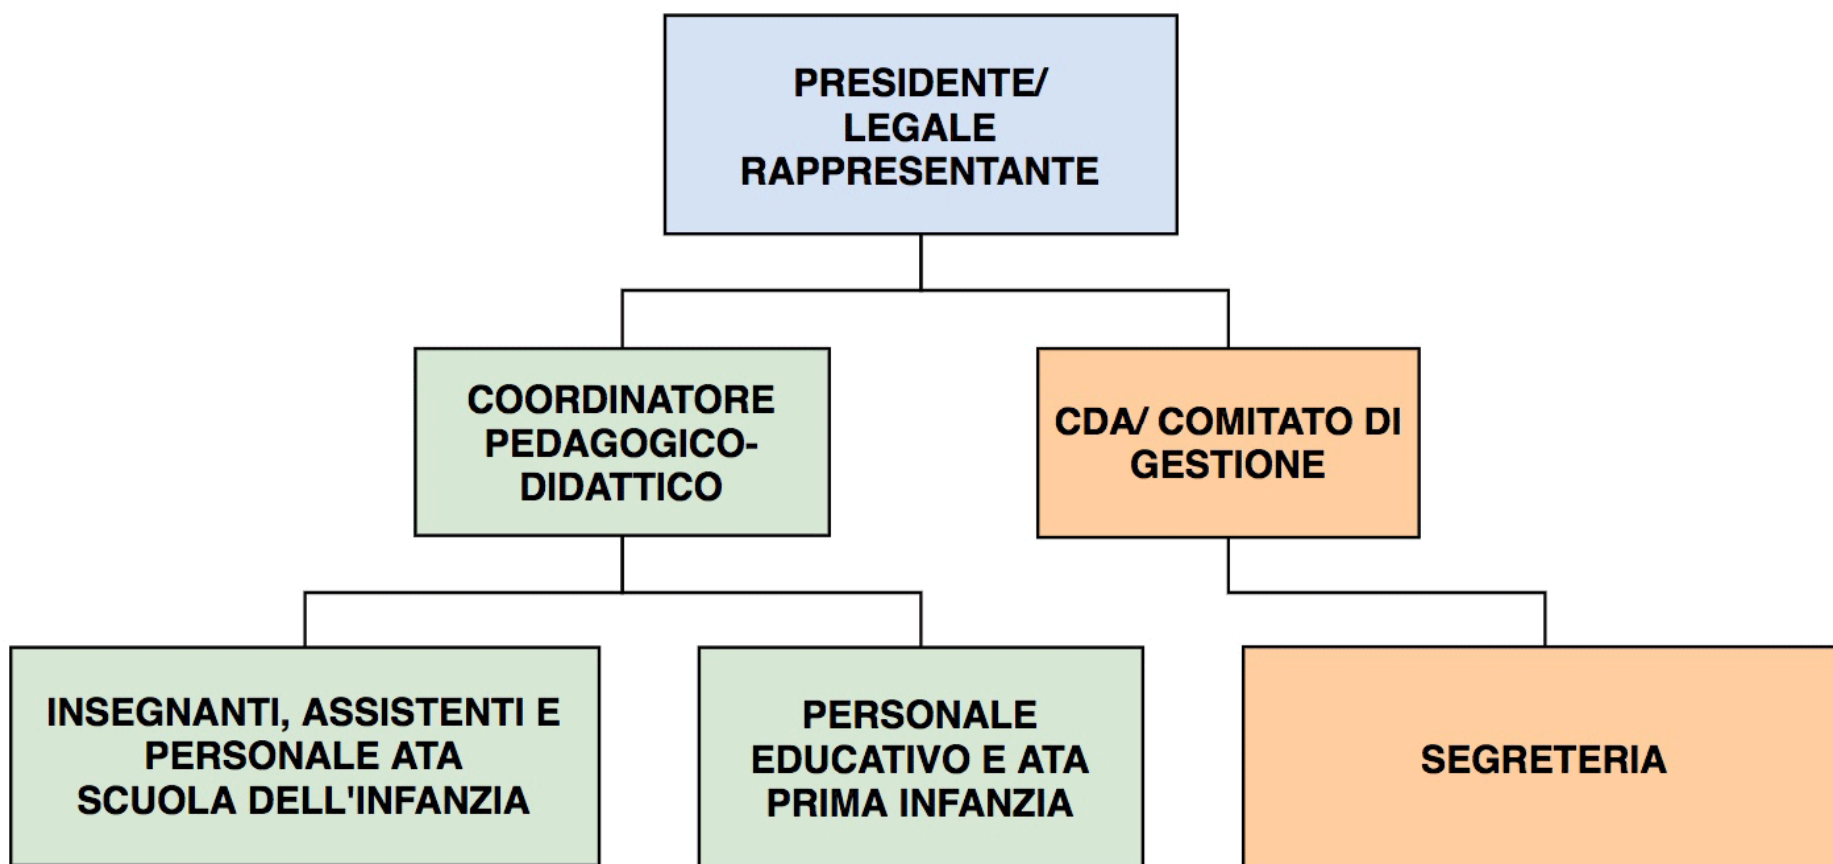 PRESIDENTE/
LEGALE
RAPPRESENTANTE
COORDINATORE
PEDAGOGICO-
DIDATTICO
CDA/ COMITATO DI
GESTIONE
INSEGNANTI, ASSISTENTI E
PERSONALE ATA
SCUOLA DELL'INFANZIA
PERSONALE
EDUCATIVO E ATA
PRIMA INFANZIA
SEGRETERIA